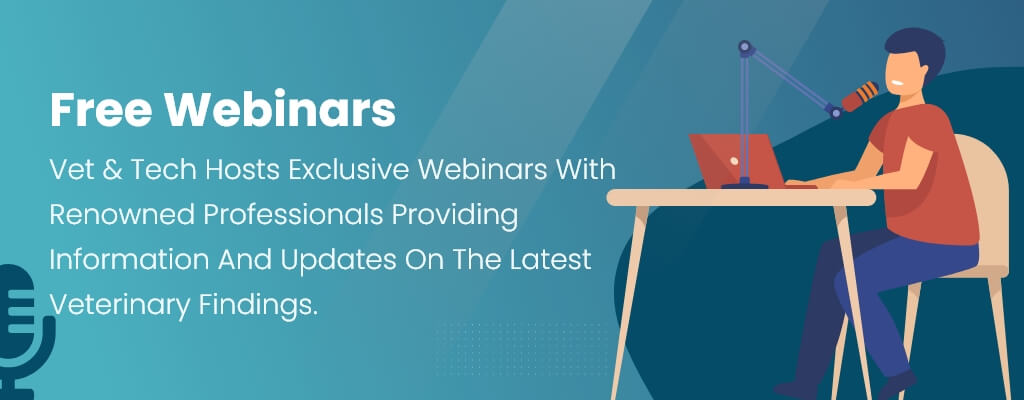 Free Webinars
Vet & Tech Hosts Exclusive Webinars With
Renowned Professionals Providing
Information And Updates On The Latest
Veterinary Findings.